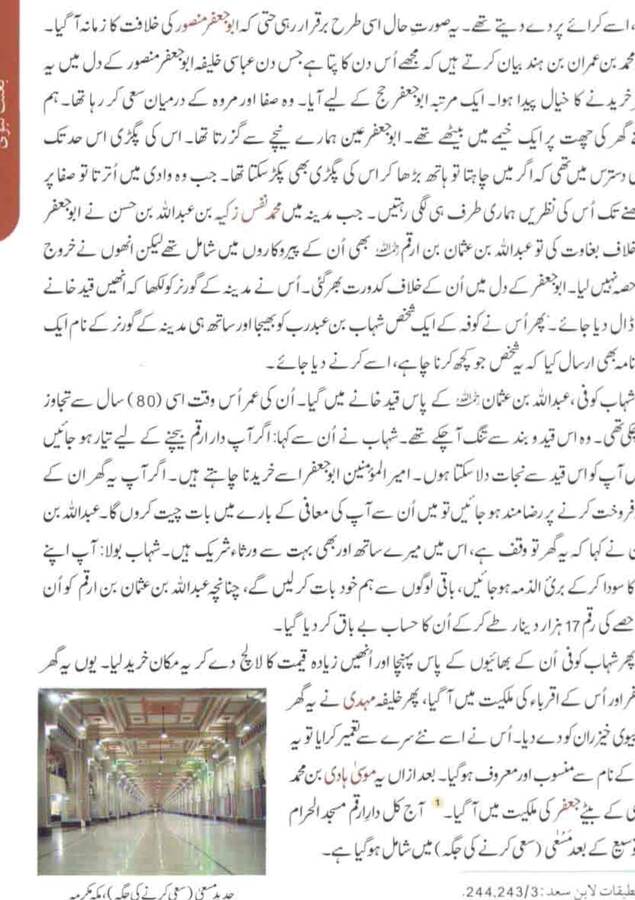 ، اسے کرائے پر دے دیتے تھے۔ یہ صورتِ حال اسی طرح برقرار رہی حتی کہ ابوجعفر منصور کی خلافت کا زمانہ آ گیا۔
محمد بن عمران بن ہند بیان کرتے ہیں کہ مجھے اُس دن کا پتا ہے جس دن عباسی خلیفہ ابوجعفر منصور کے دل میں یہ
خریدنے کا خیال پیدا ہوا۔ ایک مرتبہ ابوجعفر حج کے لیے آیا۔ وہ صفا اور مروہ کے درمیان سعی کر رہا تھا۔ ہم
گھر کی چھت پر ایک خیمے میں بیٹھے تھے۔ ابوجعفر عین ہمارے نیچے سے گزرتا تھا۔ اس کی پگڑی اس حد تک
دسترس میں تھی کہ اگر میں چاہتا تو ہاتھ بڑھا کر اس کی پگڑی بھی پکڑ سکتا تھا۔ جب وہ وادی میں اُترتا تو صفا پر
تک اُس کی نظریں ہماری طرف ہی لگی رہتیں۔ جب مدینہ میں محمد نفس زکیہ بن عبداللہ بن حسن نے ابوجعفر
خلاف بغاوت کی تو عبداللہ بن عثمان بن ارقم رحمہ اللہ بھی اُن کے پیروکاروں میں شامل تھے لیکن انھوں نے خروج
حصہ نہیں لیا۔ ابوجعفر کے دل میں اُن کے خلاف کدورت بھر گئی۔ اُس نے مدینہ کے گورنر کو لکھا کہ انھیں قید خانے
ڈال دیا جائے۔ پھر اُس نے کوفہ کے ایک شخص شہاب بن عبدرب کو بھیجا اور ساتھ ہی مدینہ کے گورنر کے نام ایک
نامہ بھی ارسال کیا کہ یہ شخص جو کچھ کرنا چاہے، اسے کرنے دیا جائے۔
شہاب کوفی، عبداللہ بن عثمان رحمہ اللہ کے پاس قید خانے میں گیا۔ اُن کی عمر اُس وقت اسی (80) سال سے تجاوز
چکی تھی۔ وہ اس قید و بند سے تنگ آ چکے تھے۔ شہاب نے اُن سے کہا: اگر آپ دار ارقم بیچنے کے لیے تیار ہو جائیں
آپ کو اس قید سے نجات دلا سکتا ہوں۔ امیر المؤمنین ابوجعفر اسے خریدنا چاہتے ہیں۔ اگر آپ یہ گھر ان کے
فروخت کرنے پر رضامند ہو جائیں تو میں اُن سے آپ کی معافی کے بارے میں بات چیت کروں گا۔ عبداللہ بن
نے کہا کہ یہ گھر تو وقف ہے، اس میں میرے ساتھ اور بھی بہت سے ورثاء شریک ہیں۔ شہاب بولا: آپ اپنے
کا سودا کر کے بریٔ الذمہ ہو جائیں، باقی لوگوں سے ہم خود بات کر لیں گے، چنانچہ عبداللہ بن عثمان بن ارقم کو اُن
حصے کی رقم 17 ہزار دینار طے کر کے اُن کا حساب بے باق کر دیا گیا۔
پھر شہاب کوفی اُن کے بھائیوں کے پاس پہنچا اور انھیں زیادہ قیمت کا لالچ دے کر یہ مکان خرید لیا۔ یوں یہ گھر
اور اُس کے اقرباء کی ملکیت میں آ گیا، پھر خلیفہ مہدی نے یہ گھر
بیوی خیزران کو دے دیا۔ اُس نے اسے نئے سرے سے تعمیر کرایا تو یہ
کے نام سے منسوب اور معروف ہو گیا۔ بعد ازاں یہ موسیٰ ہادی بن محمد
کے بیٹے جعفر کی ملکیت میں آ گیا۔ 1 آج کل دارِ ارقم مسجد الحرام
توسیع کے بعد مَسْعٰی (سعی کرنے کی جگہ) میں شامل ہو گیا ہے۔
جدید مسعیٰ (سعی کرنے کی جگہ)، مکہ مکرمہ
طبقات لابن سعد: 244,243/3.